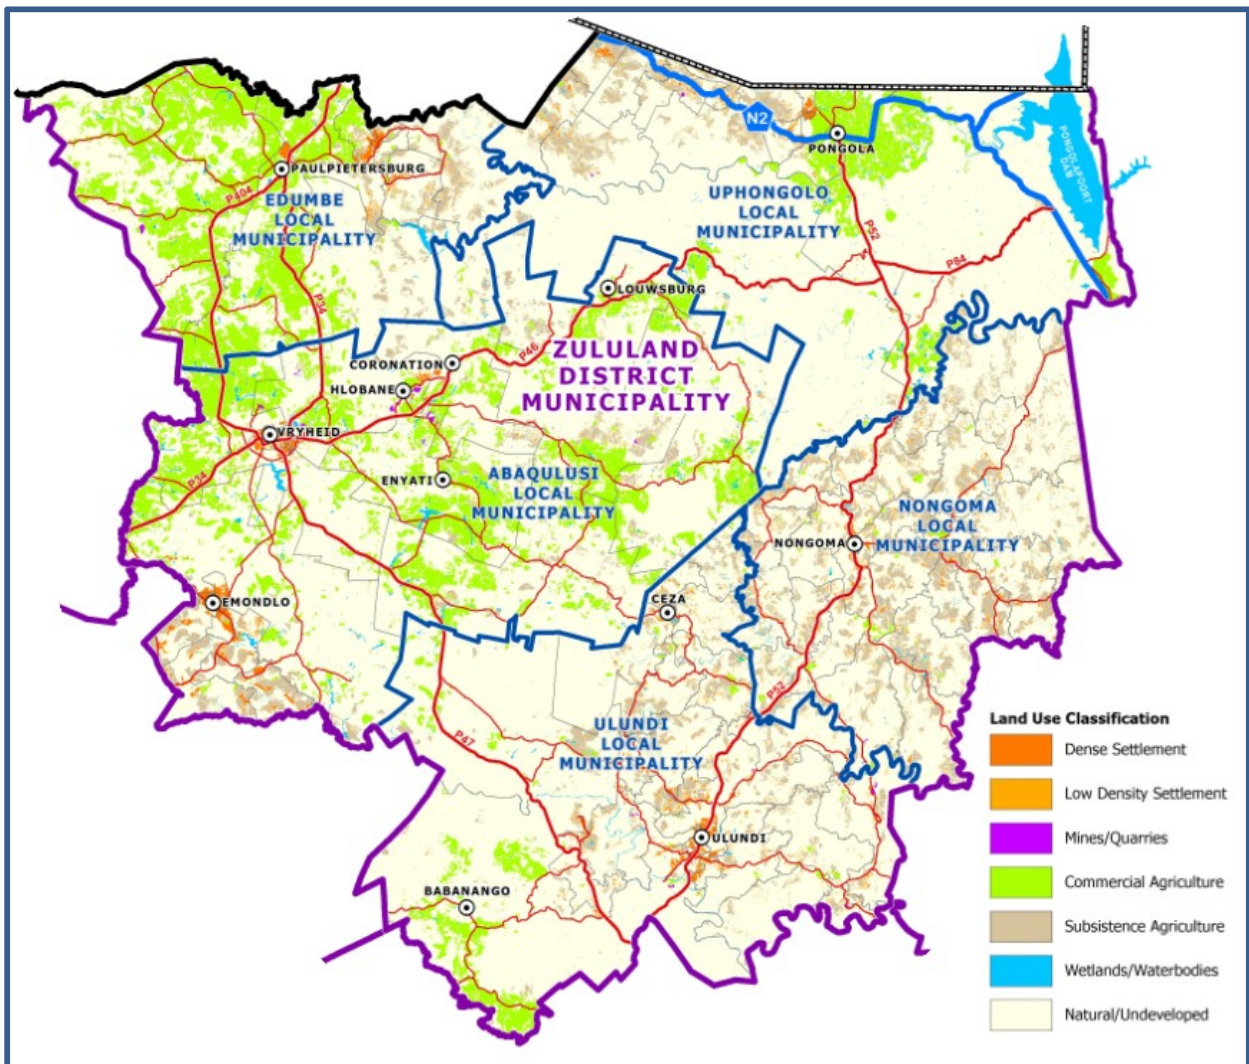 N2
PONGOLA
PONGOLAPOORT
DAM
PAULPIETERSBURG
P404
EDUMBE
LOCAL
MUNICIPALITY
UPHONGOLO
LOCAL
MUNICIPALITY
P52
P84
P34
LOUWSBURG
CORONATION
P46
ZULULAND
DISTRICT
MUNICIPALITY
HLOBANE
VRYHEID
P34
ENYATI
ABAQULUSI
LOCAL
MUNICIPALITY
NONGOMA
LOCAL
MUNICIPALITY
NONGOMA
EMONDLO
CEZA
P52
P47
ULUNDI
LOCAL
MUNICIPALITY
ULUNDI
BABANANGO
Land Use Classification
Dense Settlement
Low Density Settlement
Mines/Quarries
Commercial Agriculture
Subsistence Agriculture
Wetlands/Waterbodies
Natural/Undeveloped